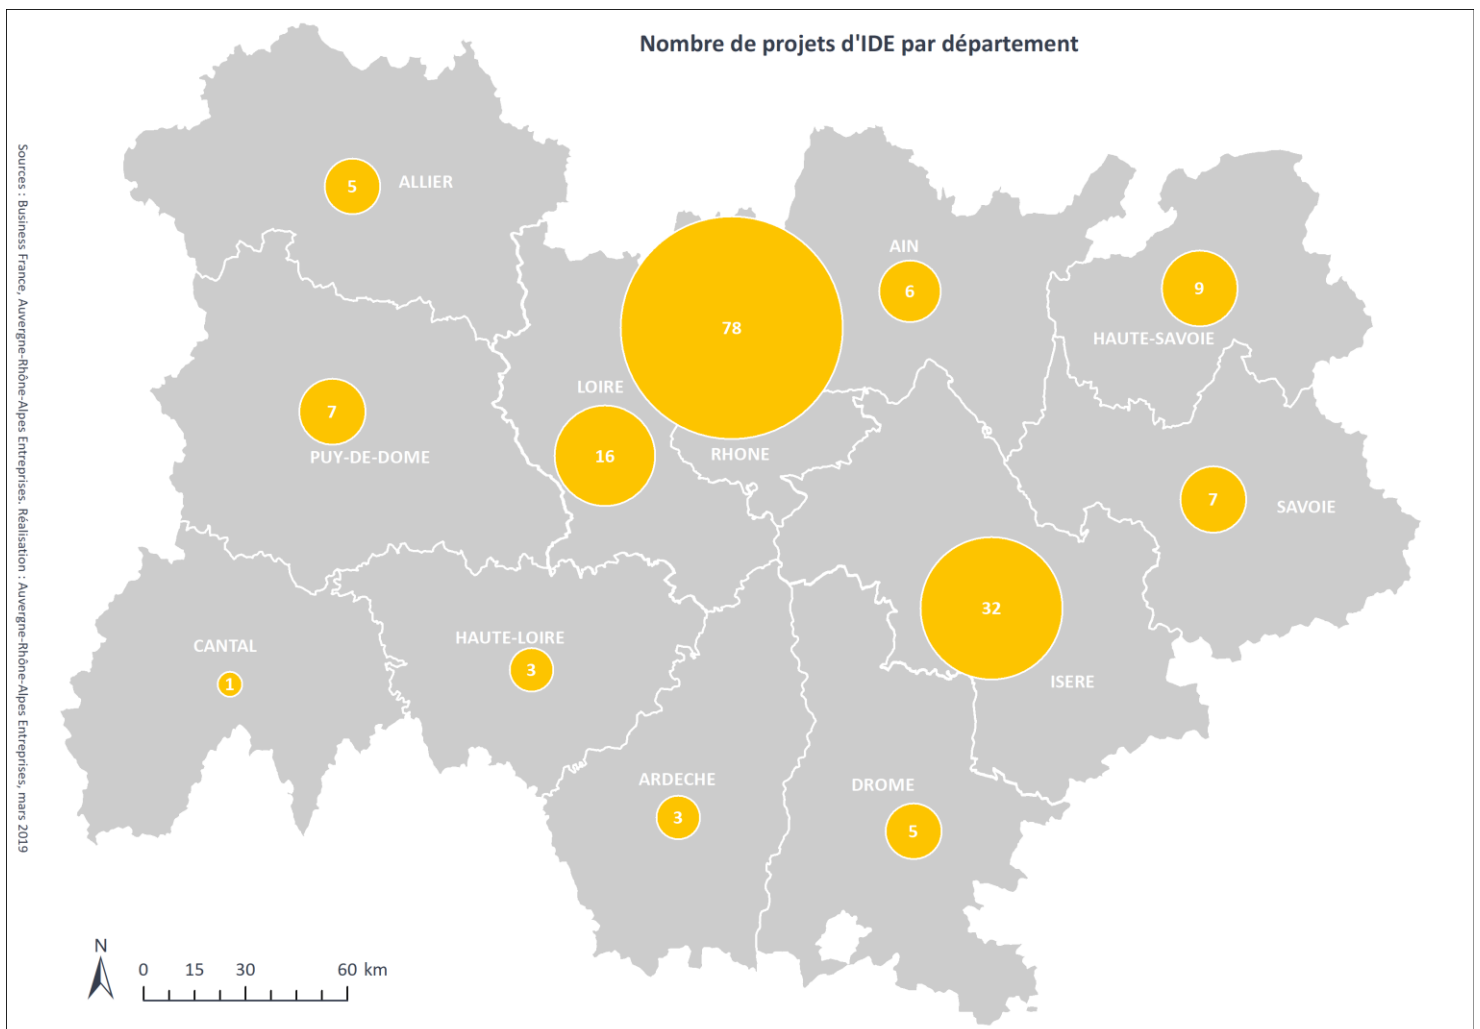 Nombre de projets d'IDE par département
Sources : Business France, Auvergne-Rhône-Alpes Entreprises. Réalisation : Auvergne-Rhône-Alpes Entreprises, mars 2019
5
ALLIER
AIN
6
9
HAUTE-SAVOIE
78
LOIRE
7
PUY-DE-DOME
16
RHONE
7
SAVOIE
32
ISERE
CANTAL
1
HAUTE-LOIRE
3
ARDECHE
3
DROME
5
N
0 15 30 60 km